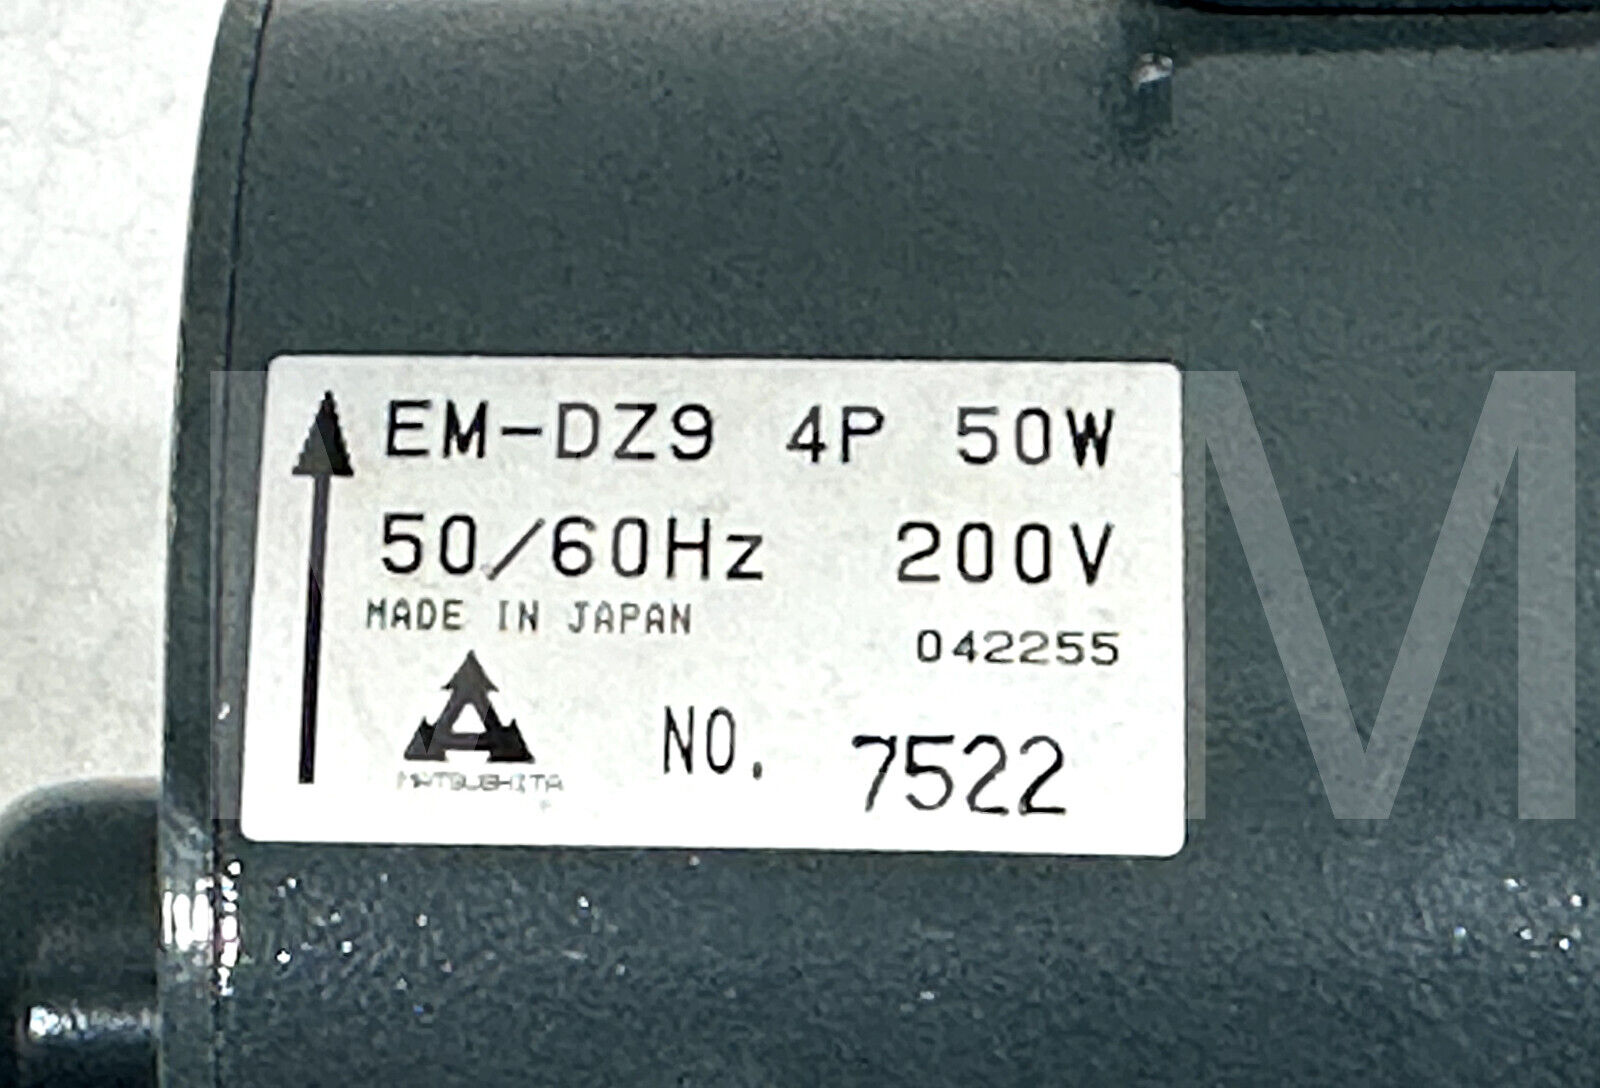 EM-DZ9 4P 50W
50/60Hz 200V
MADE IN JAPAN
042255
MATSUSHITA
NO. 7522